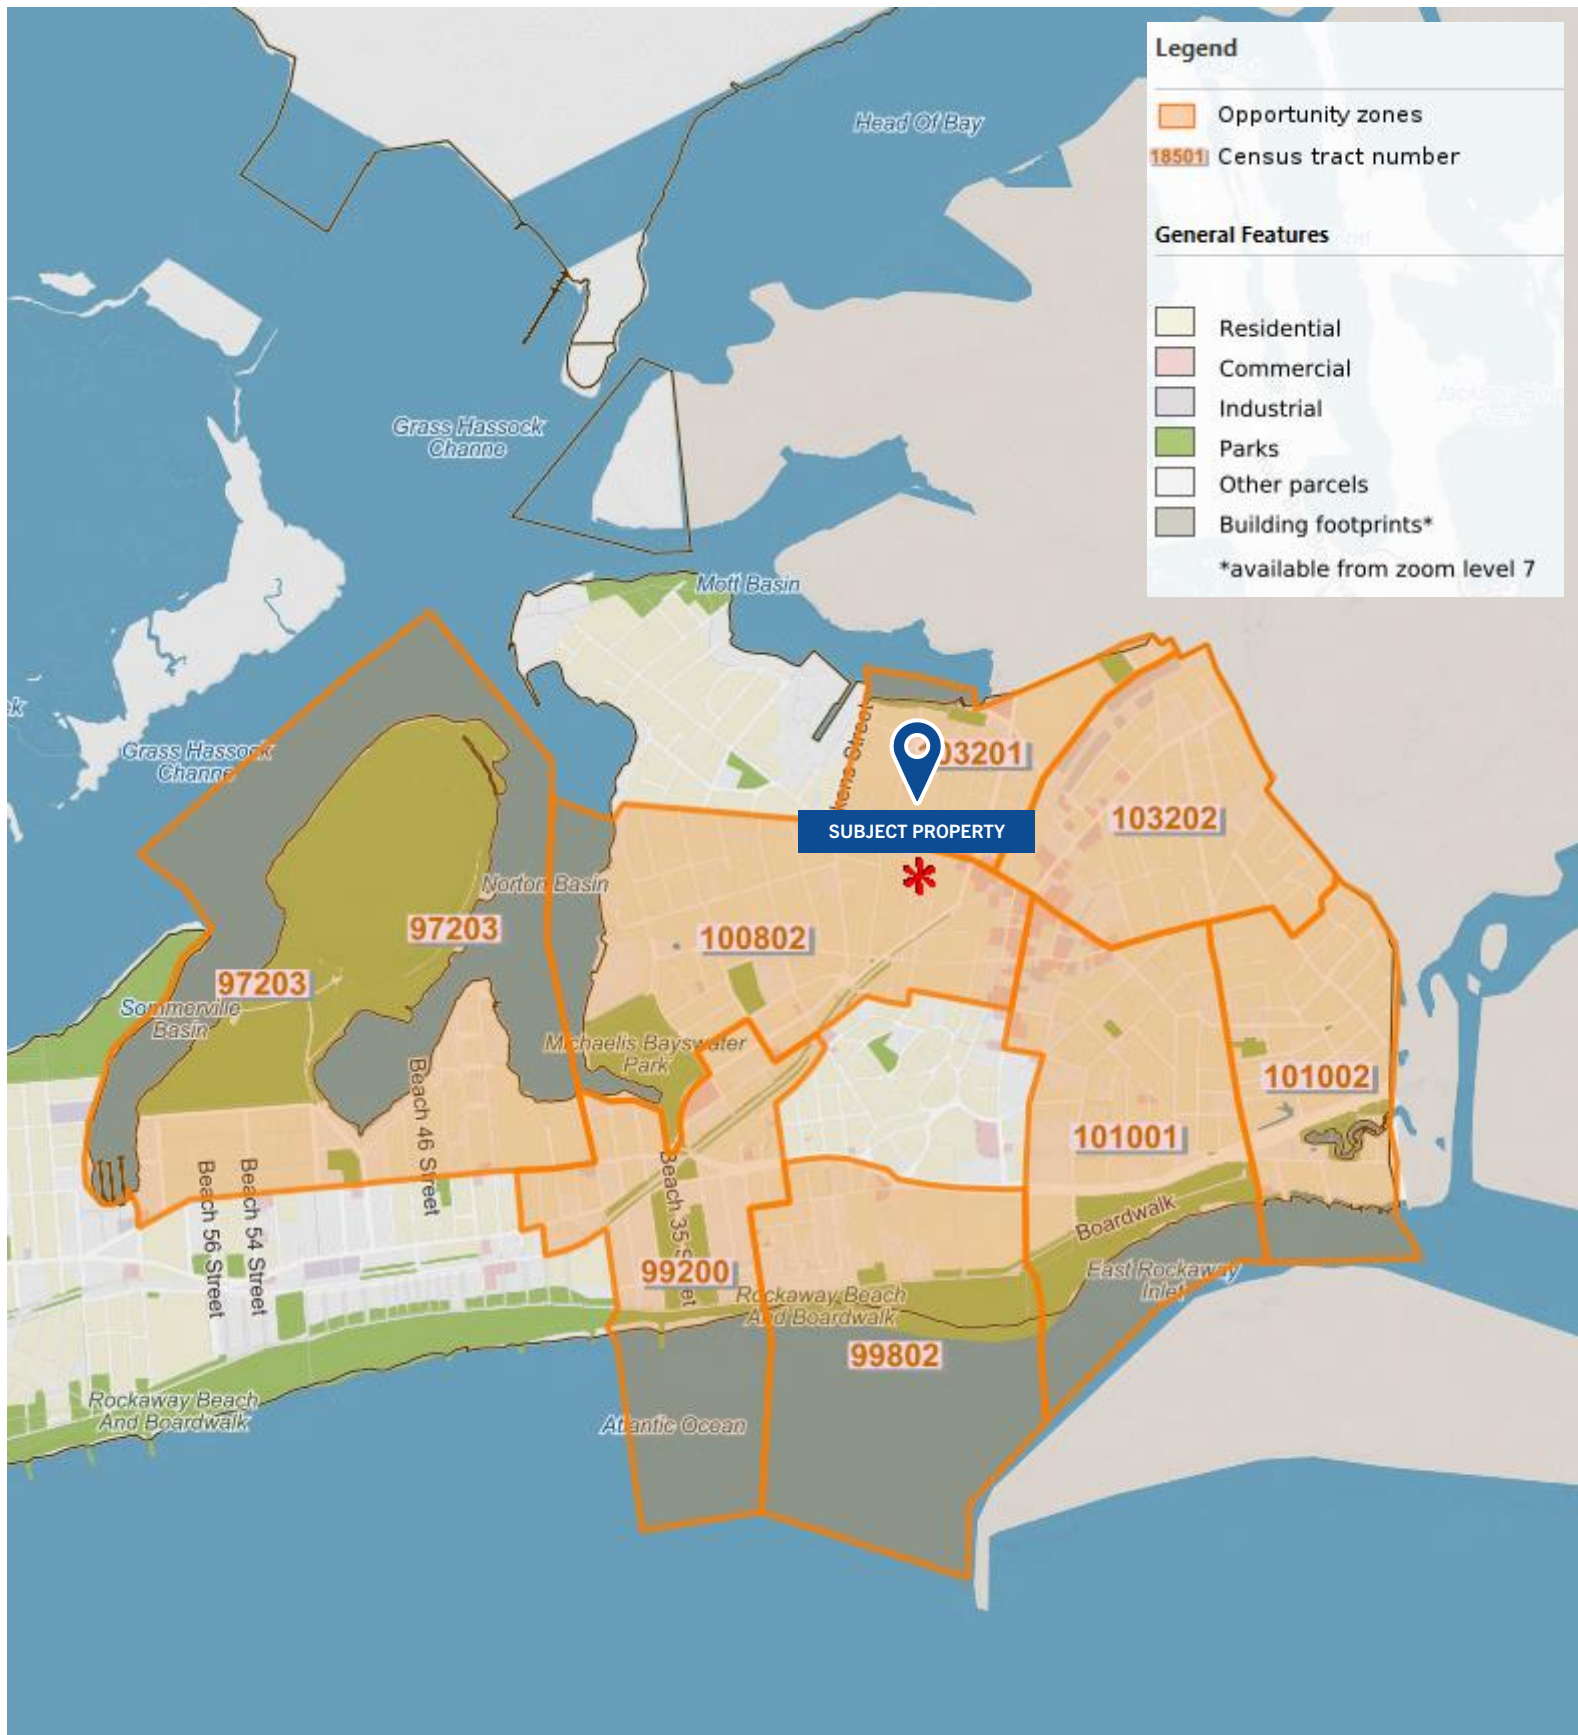 Legend
Opportunity zones
18501 Census tract number
General Features
Residential
Commercial
Industrial
Parks
Other parcels
Building footprints*
*available from zoom level 7
Head Of Bay
Grass Hassock
Channe
Mott Basin
Grass Hassock
Channe
03201
103202
SUBJECT PROPERTY
Norton Basin
97203
100802
97203
Sommerville
Basin
Michaelis Bayswater
Park
Beach 46 Street
101002
101001
Beach 56 Street
Beach 54 Street
Beach 35 Street
Boardwalk
99200
East Rockaway
Inlet
Rockaway Beach
And Boardwalk
99802
Rockaway Beach
And Boardwalk
Atlantic Ocean